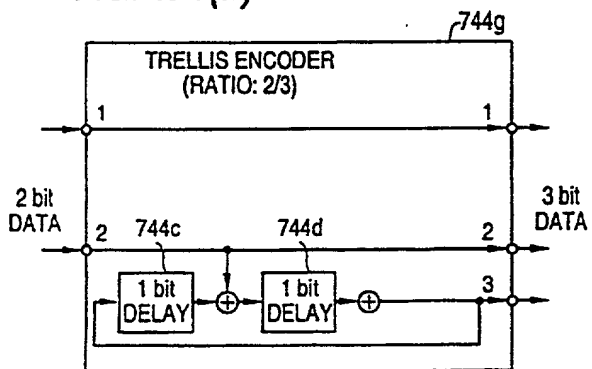 744g
TRELLIS ENCODER
(RATIO: 2/3)
1
1
2 bit
DATA
3 bit
DATA
2
744c
744d
2
3
1 bit
DELAY
1 bit
DELAY